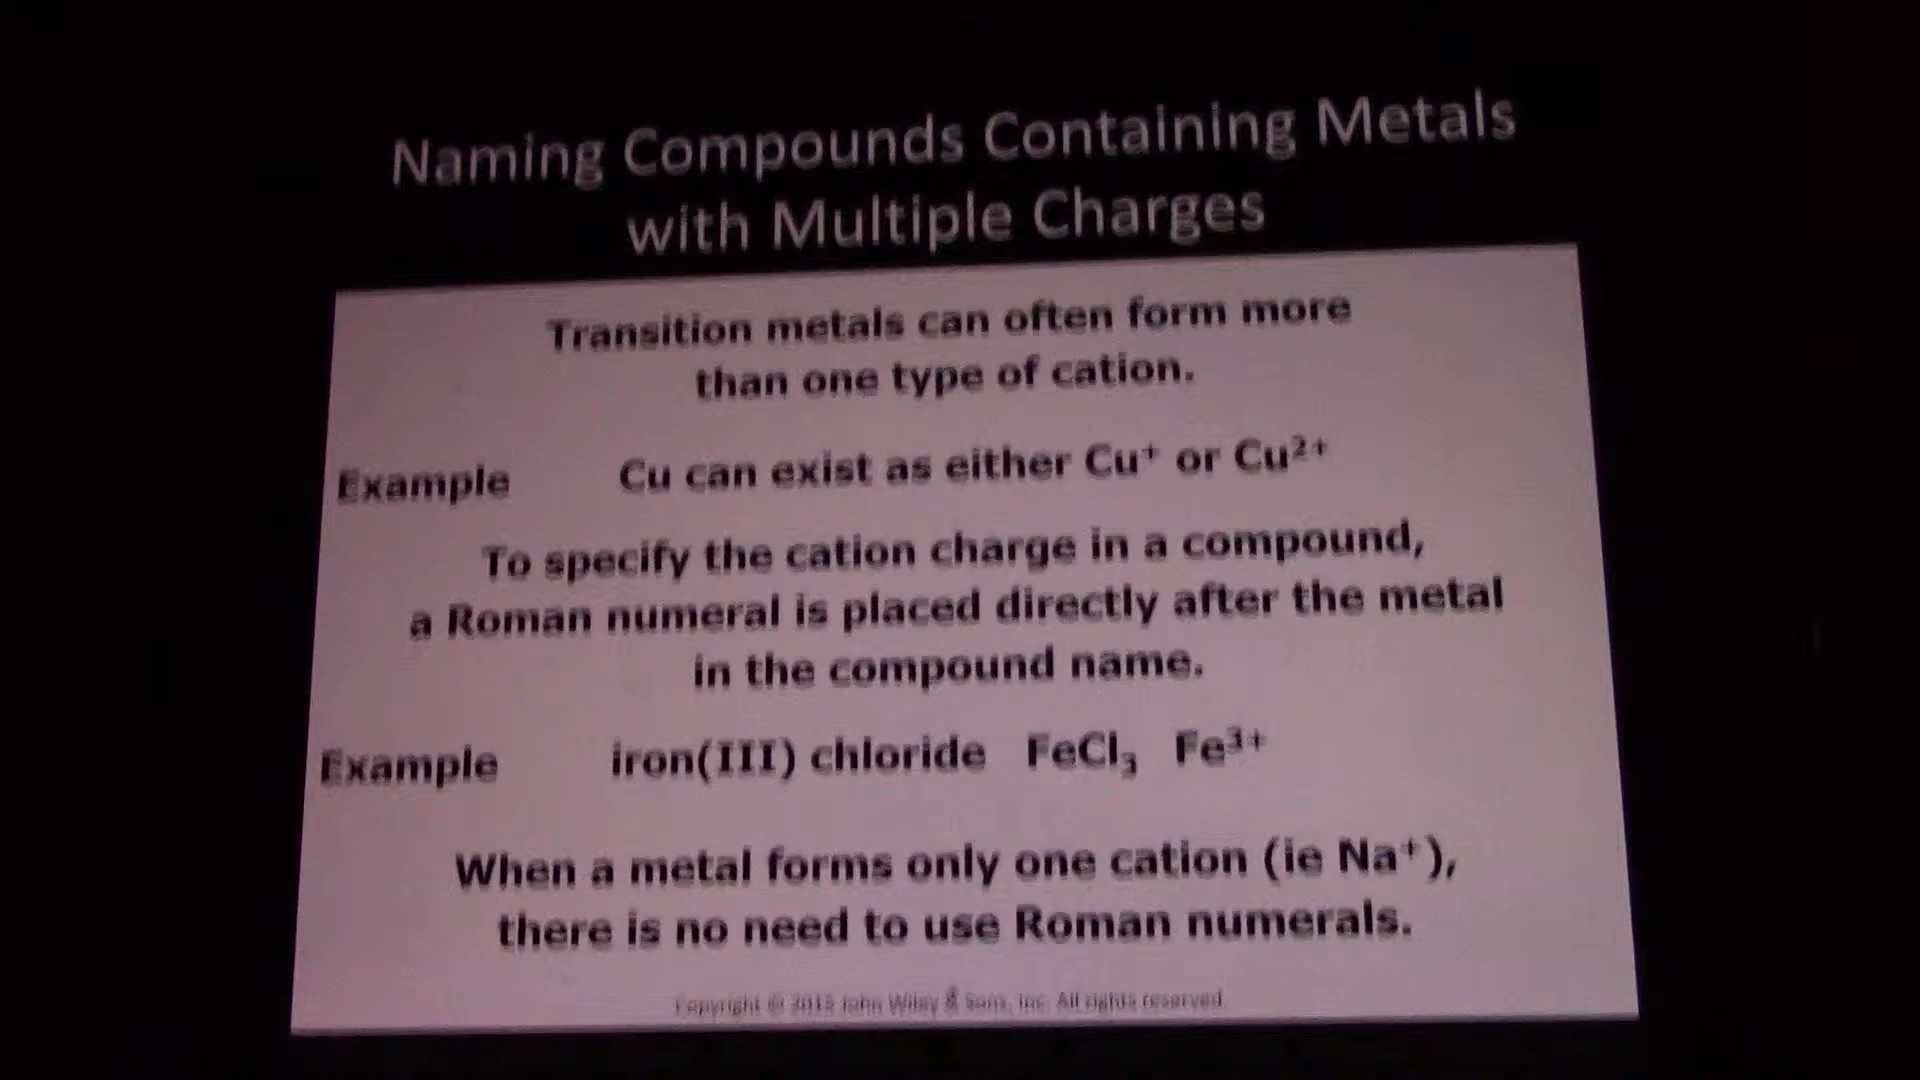 Naming Compounds Containing Metals
with Multiple Charges
Transition metals can often form more
than one type of cation.
Example Cu can exist as either Cu⁺ or Cu²⁺
To specify the cation charge in a compound,
a Roman numeral is placed directly after the metal
in the compound name.
Example iron(III) chloride FeCl₃ Fe³⁺
When a metal forms only one cation (ie Na⁺),
there is no need to use Roman numerals.
Copyright © 2015 John Wiley & Sons, Inc. All rights reserved.